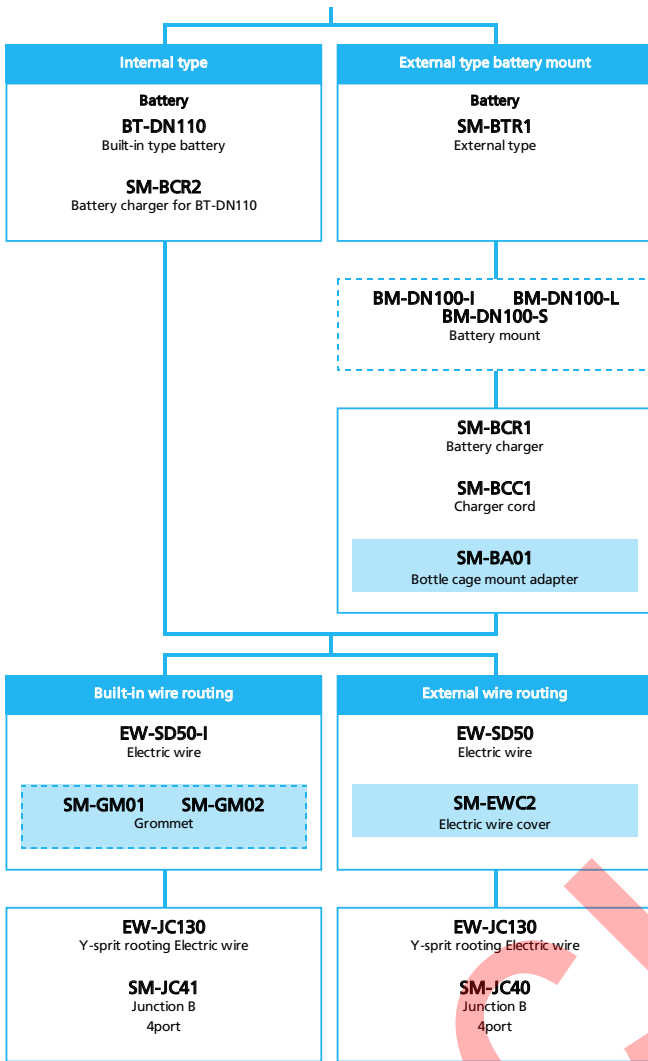 Internal type
Battery
BT-DN110
Built-in type battery
SM-BCR2
Battery charger for BT-DN110
External type battery mount
Battery
SM-BTR1
External type
BM-DN100-I BM-DN100-L
BM-DN100-S
Battery mount
SM-BCR1
Battery charger
SM-BCC1
Charger cord
SM-BA01
Bottle cage mount adapter
Built-in wire routing
EW-SD50-I
Electric wire
SM-GM01 SM-GM02
Grommet
EW-JC130
Y-sprit rooting Electric wire
SM-JC41
Junction B
4port
External wire routing
EW-SD50
Electric wire
SM-EWC2
Electric wire cover
EW-JC130
Y-sprit rooting Electric wire
SM-JC40
Junction B
4port